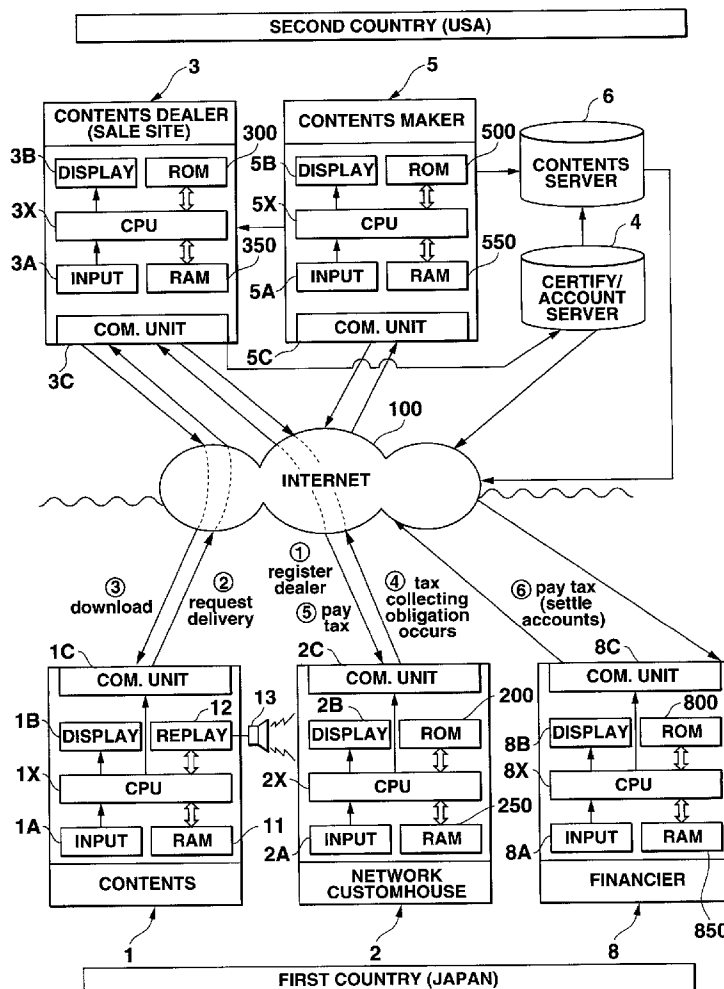 SECOND COUNTRY (USA)
3
CONTENTS DEALER
(SALE SITE)
300
3B
DISPLAY
ROM
3X
CPU
350
3A
INPUT
RAM
COM. UNIT
3C
5
CONTENTS MAKER
500
5B
DISPLAY
ROM
5X
CPU
550
5A
INPUT
RAM
COM. UNIT
5C
6
CONTENTS
SERVER
4
CERTIFY/
ACCOUNT
SERVER
100
INTERNET
③
download
②
request
delivery
①
register
dealer
⑤ pay
tax
④ tax
collecting
obligation
occurs
⑥ pay tax
(settle
accounts)
1C
COM. UNIT
12
13
1B
DISPLAY
REPLAY
1X
CPU
11
1A
INPUT
RAM
CONTENTS
1
2C
COM. UNIT
2B
200
DISPLAY
ROM
2X
CPU
250
2A
INPUT
RAM
NETWORK
CUSTOMHOUSE
2
8C
COM. UNIT
800
8B
DISPLAY
ROM
8X
CPU
8A
INPUT
RAM
FINANCIER
850
8
FIRST COUNTRY (JAPAN)